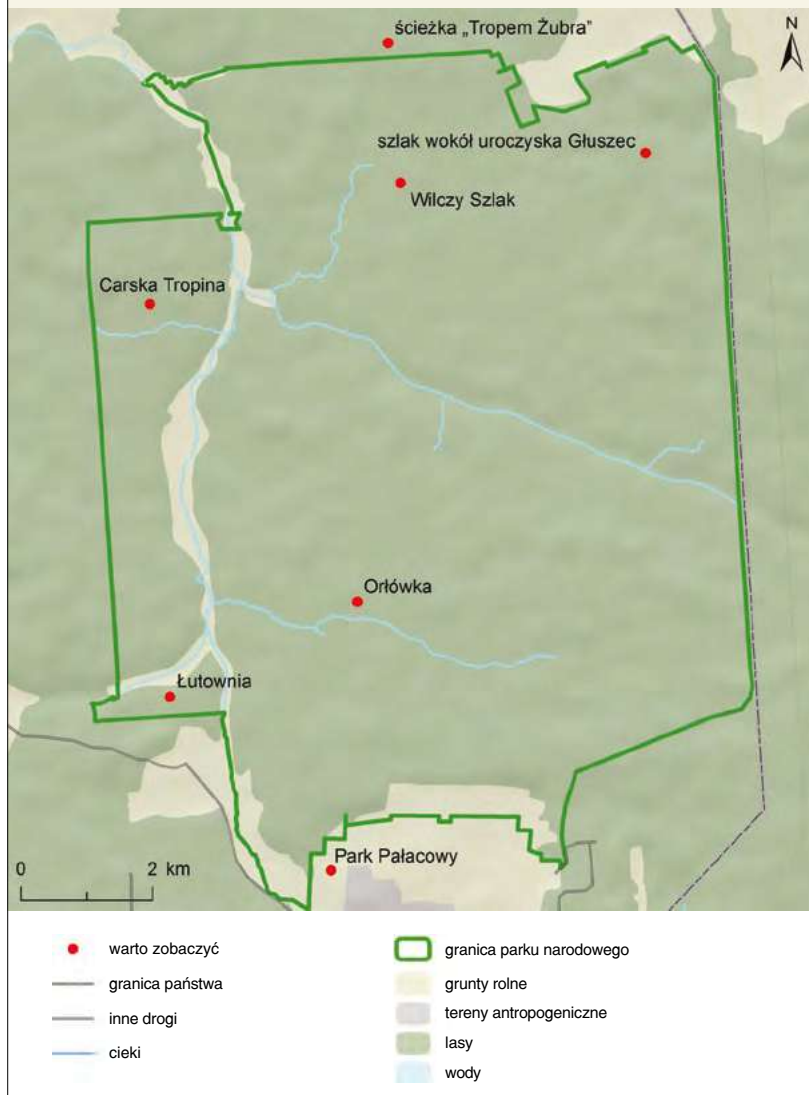 ścieżka „Tropem Żubra”
N
szlak wokół uroczyska Głuszec
Wilczy Szlak
Carska Tropina
Orłówka
Łutownia
Park Pałacowy
0 2 km
warto zobaczyć
granica państwa
inne drogi
cieki
granica parku narodowego
grunty rolne
tereny antropogeniczne
lasy
wody